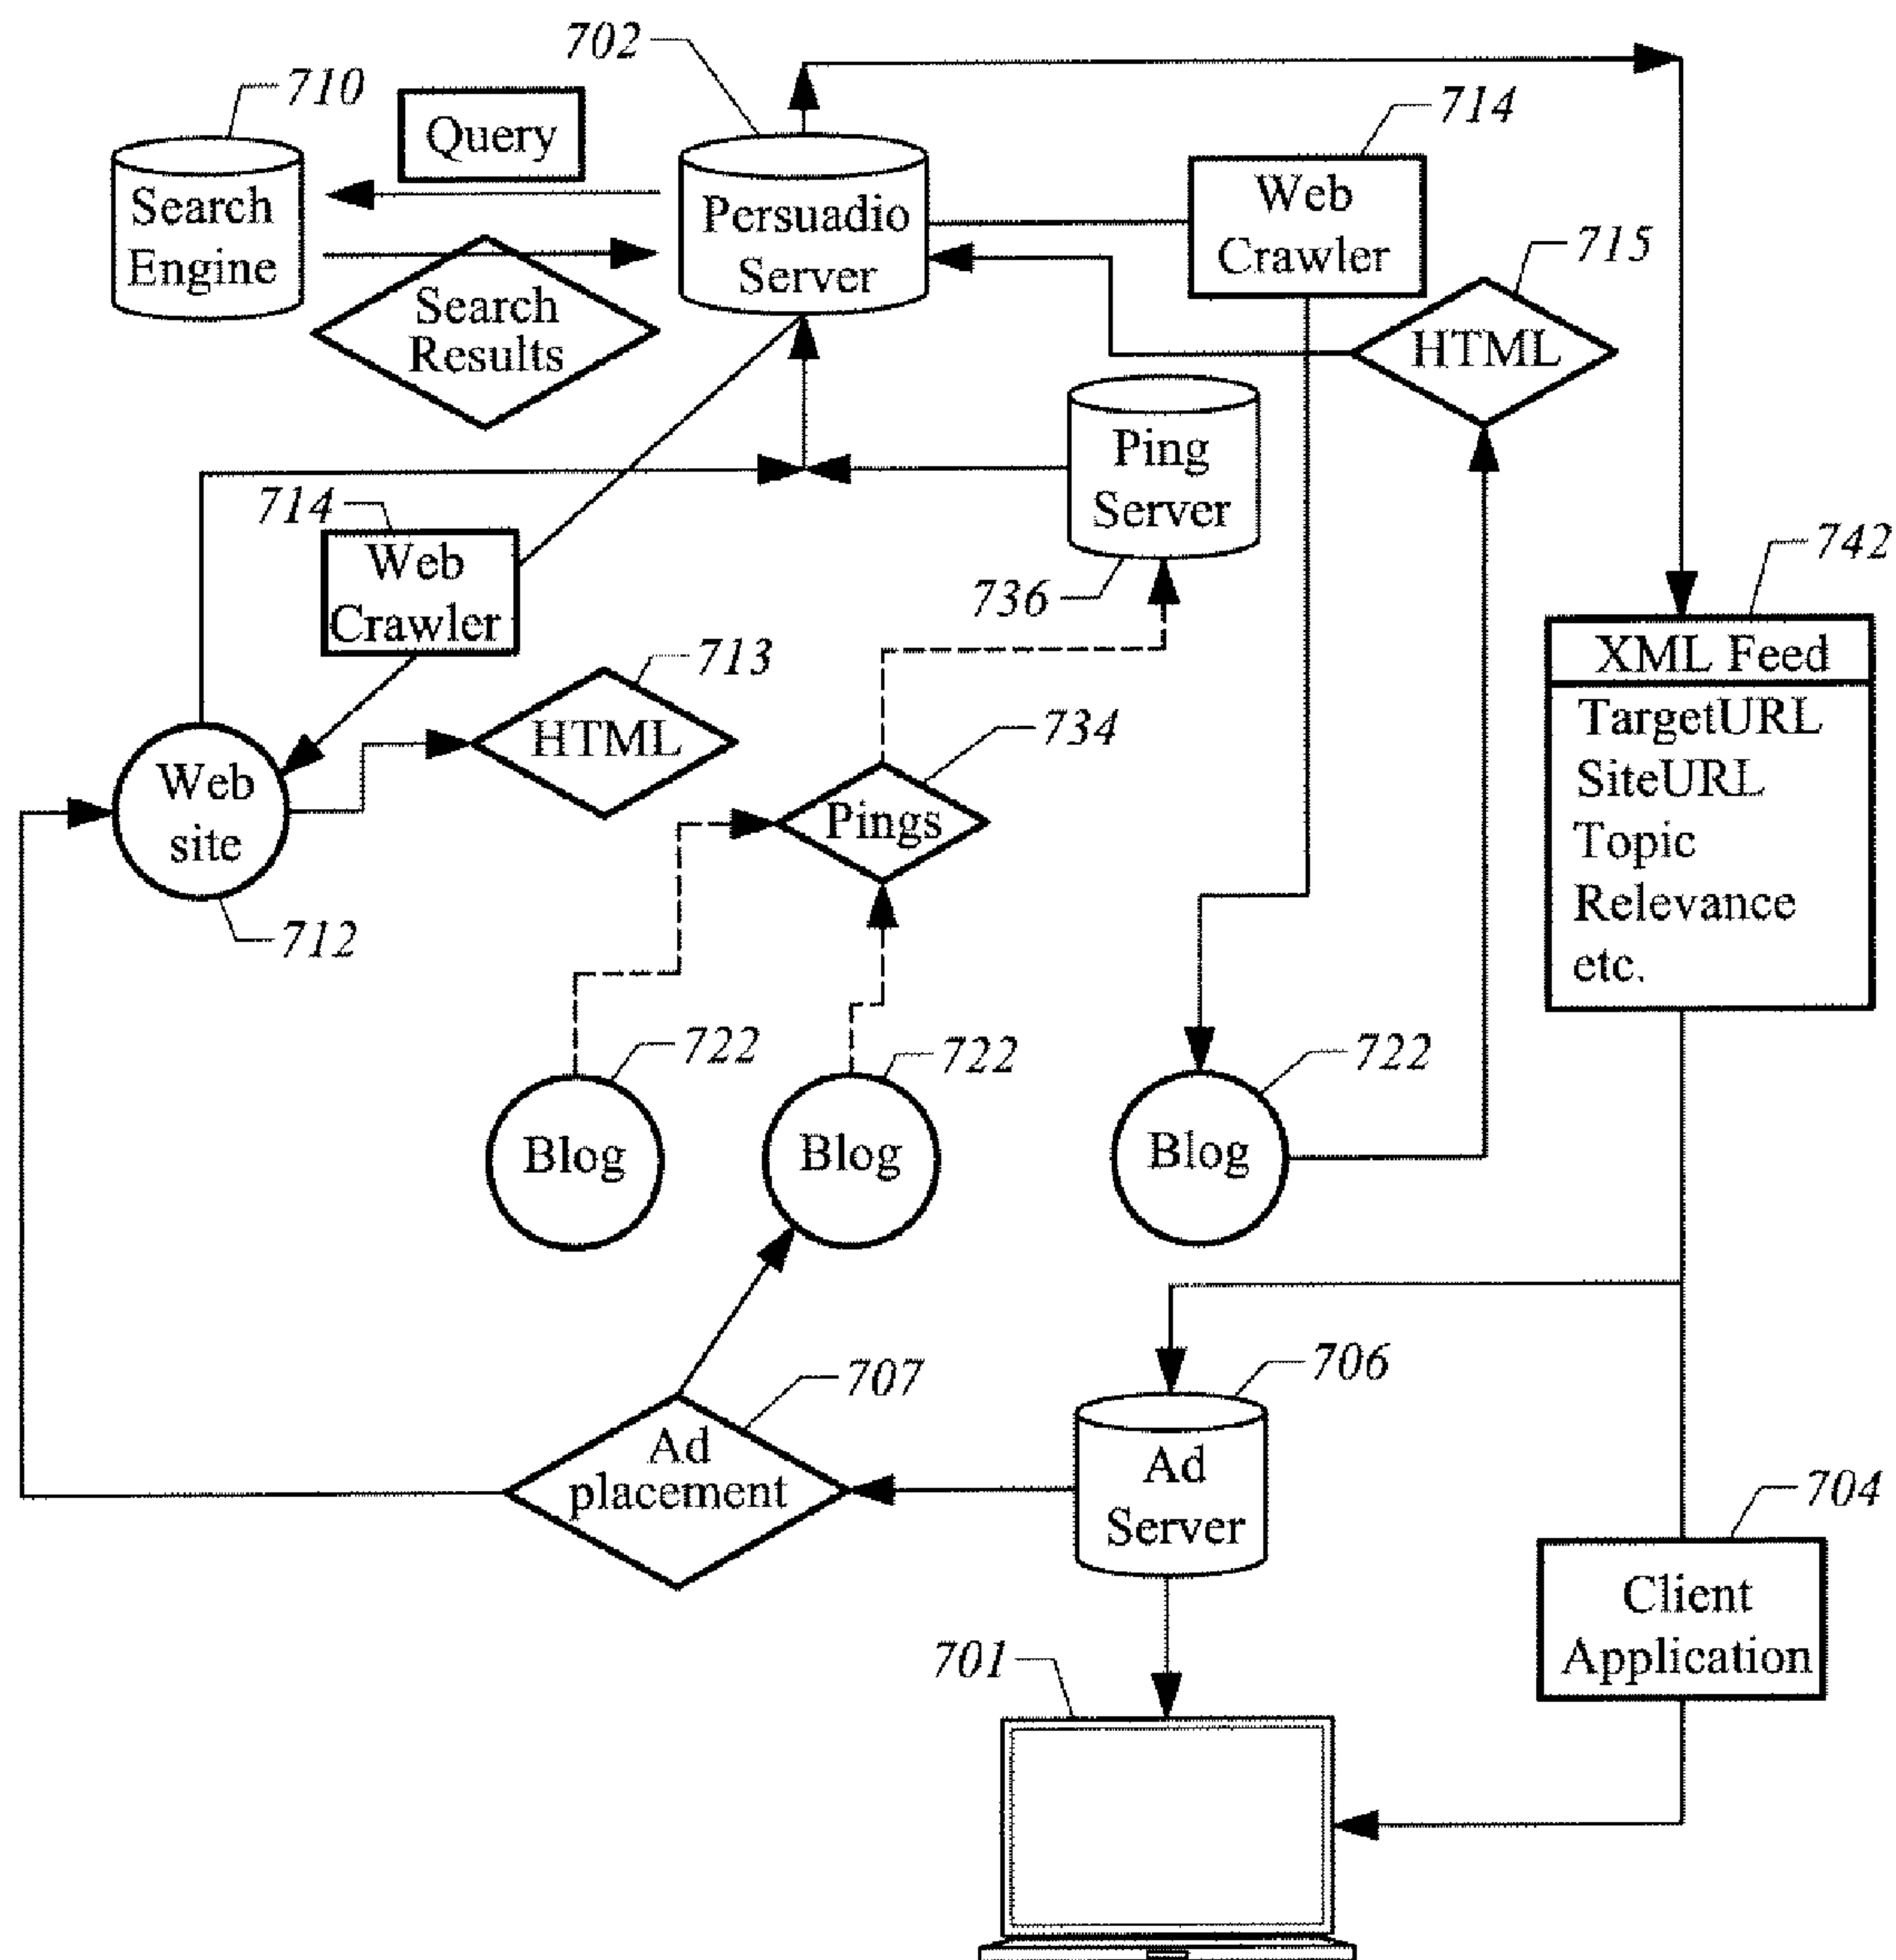 702
710
Query
714
Search
Engine
Persuadio
Server
Web
Crawler
715
Search
Results
HTML
Ping
Server
714
Web
Crawler
736
742
713
XML Feed
HTML
734
TargetURL
SiteURL
Topic
Relevance
etc.
Web
site
Pings
712
722
722
722
Blog
Blog
Blog
707
706
Ad
placement
Ad
Server
704
Client
Application
701